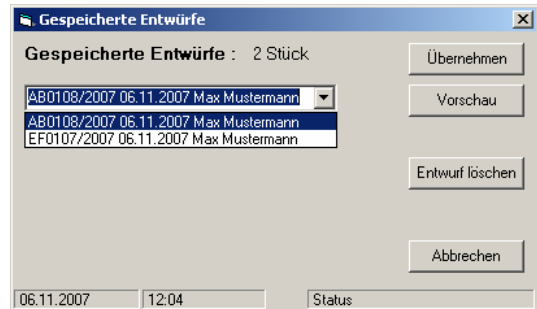 Gespeicherte Entwürfe
Gespeicherte Entwürfe : 2 Stück
Übernehmen
AB0108/2007 06.11.2007 Max Mustermann
Vorschau
AB0108/2007 06.11.2007 Max Mustermann
EF0107/2007 06.11.2007 Max Mustermann
Entwurf löschen
Abbrechen
06.11.2007 12:04 Status